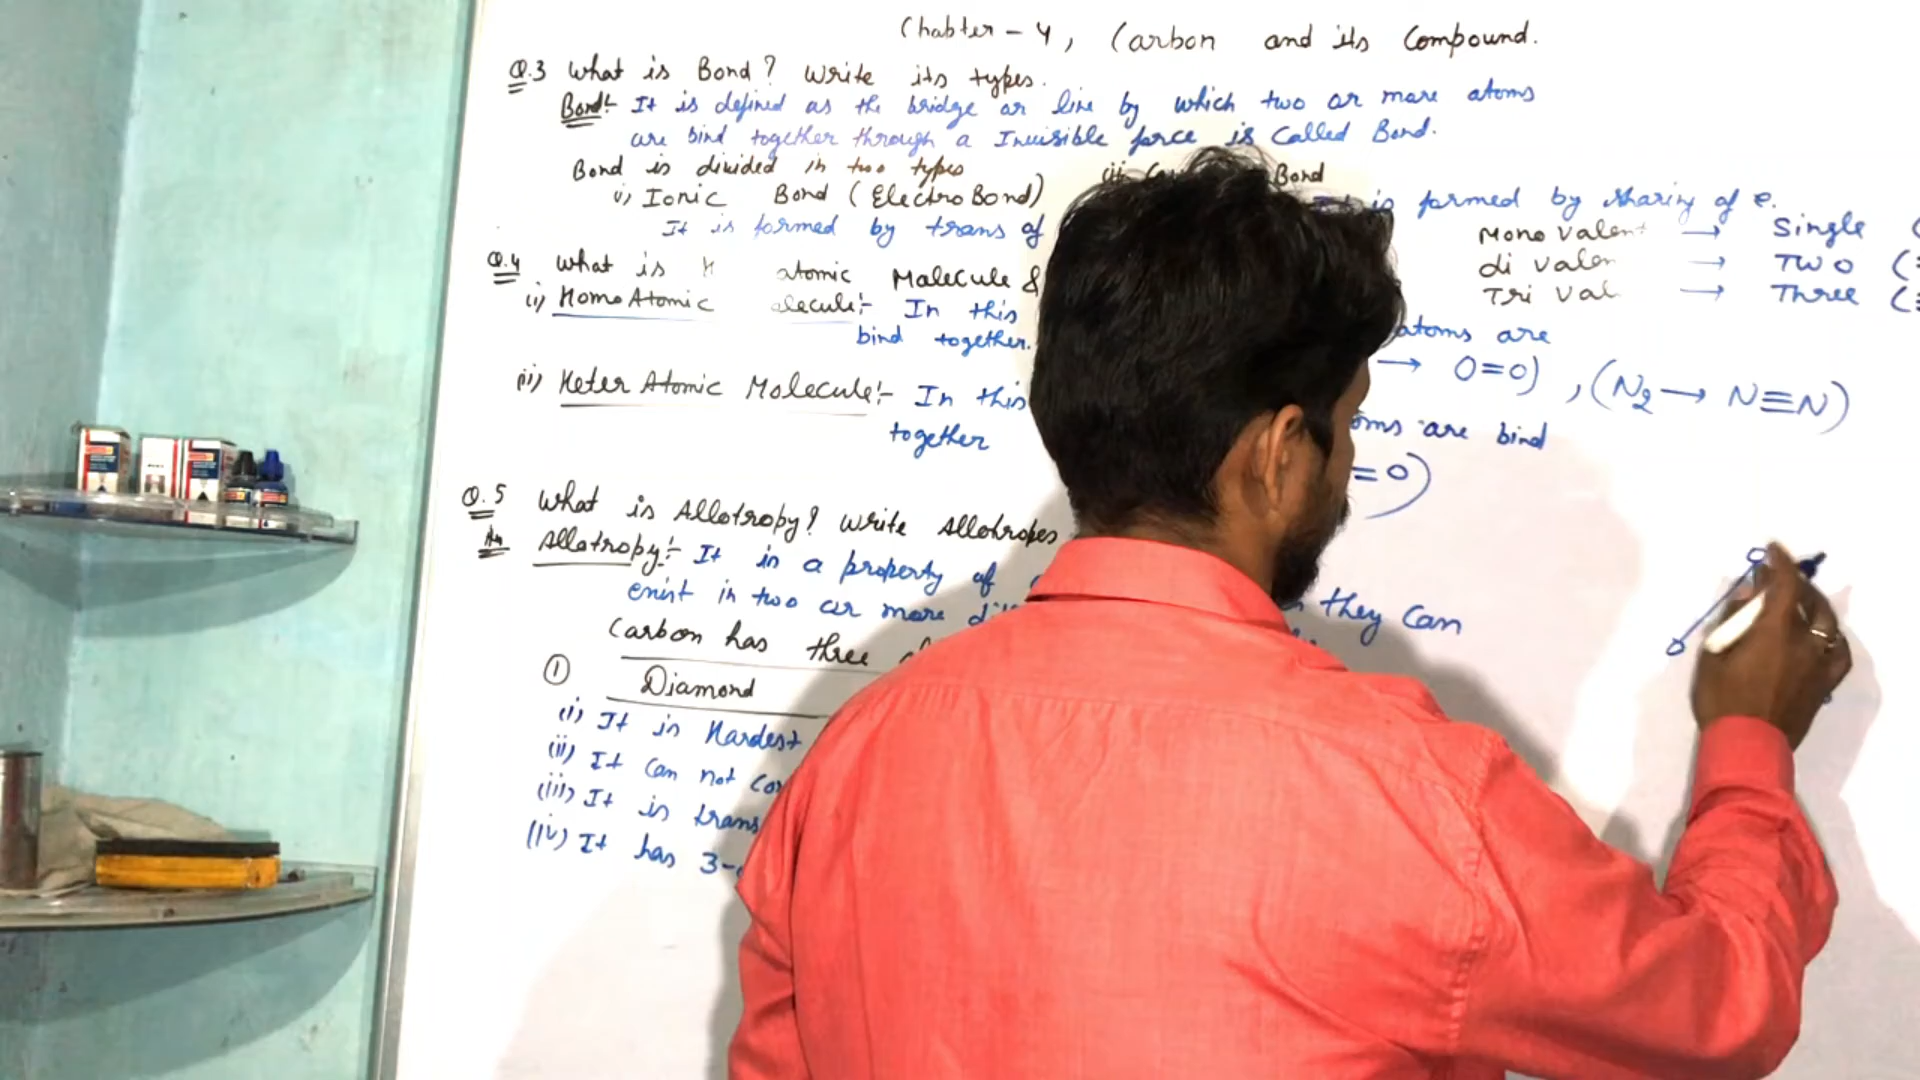 Chabter - 4, Carbon and its Compound.
Q.3 What is Bond? Write its types.
Bond:- It is defined as the bridge or line by which two or more atoms
are bind together through a Invisible force is Called Bond.
Bond is divided in two types
i) Ionic Bond (Electro Bond)
It is formed by trans of
ii) Bond
It is formed by sharing of e.
Mono Valent → Single
di Valen → TWO
Tri Val → Three
Q.4 What is atomic Molecule &
(i) Homo Atomic olecule:- In this atoms are
bind together. → O=O), (N2 → N≡N)
(ii) Heter Atomic Molecule:- In this oms are bind
together =O)
Q.5 What is Allotropy? Write Allotropes
Ans Allotropy:- It is a property of they Can
exist in two or more
Carbon has three
① Diamond
(i) It is Hardest
(ii) It Can not
(iii) It is trans
(iv) It has 3-